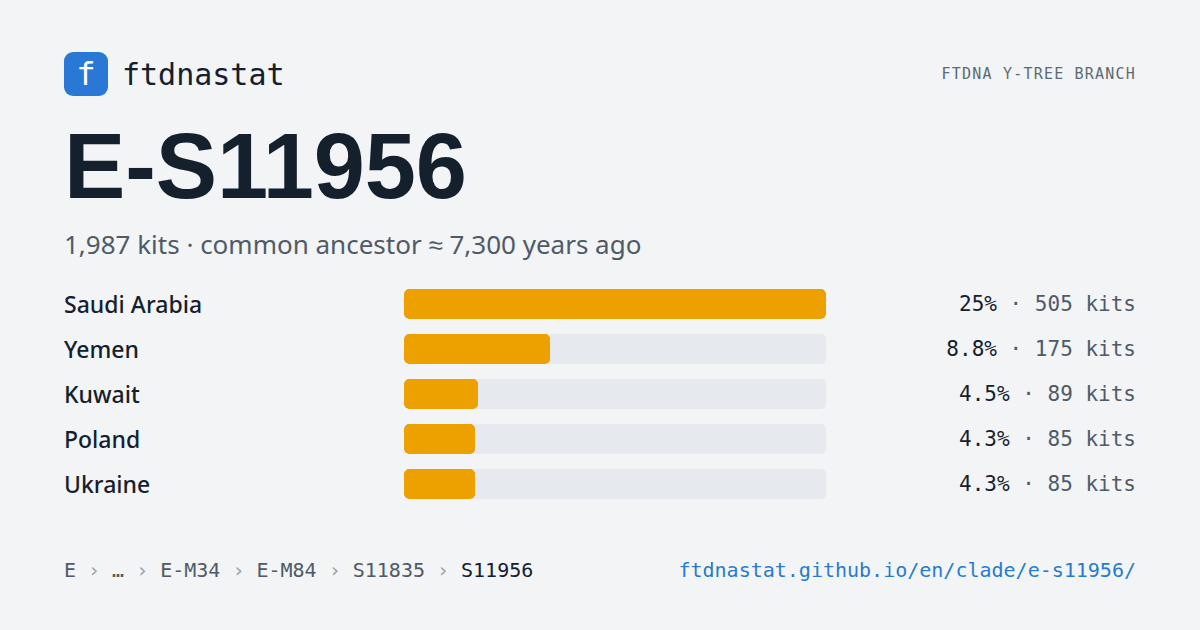 f ftdnastat
FTDNA Y-TREE BRANCH
E-S11956
1,987 kits · common ancestor ≈ 7,300 years ago
Saudi Arabia 25% · 505 kits
Yemen 8.8% · 175 kits
Kuwait 4.5% · 89 kits
Poland 4.3% · 85 kits
Ukraine 4.3% · 85 kits
E › … › E-M34 › E-M84 › S11835 › S11956
ftdnastat.github.io/en/clade/e-s11956/